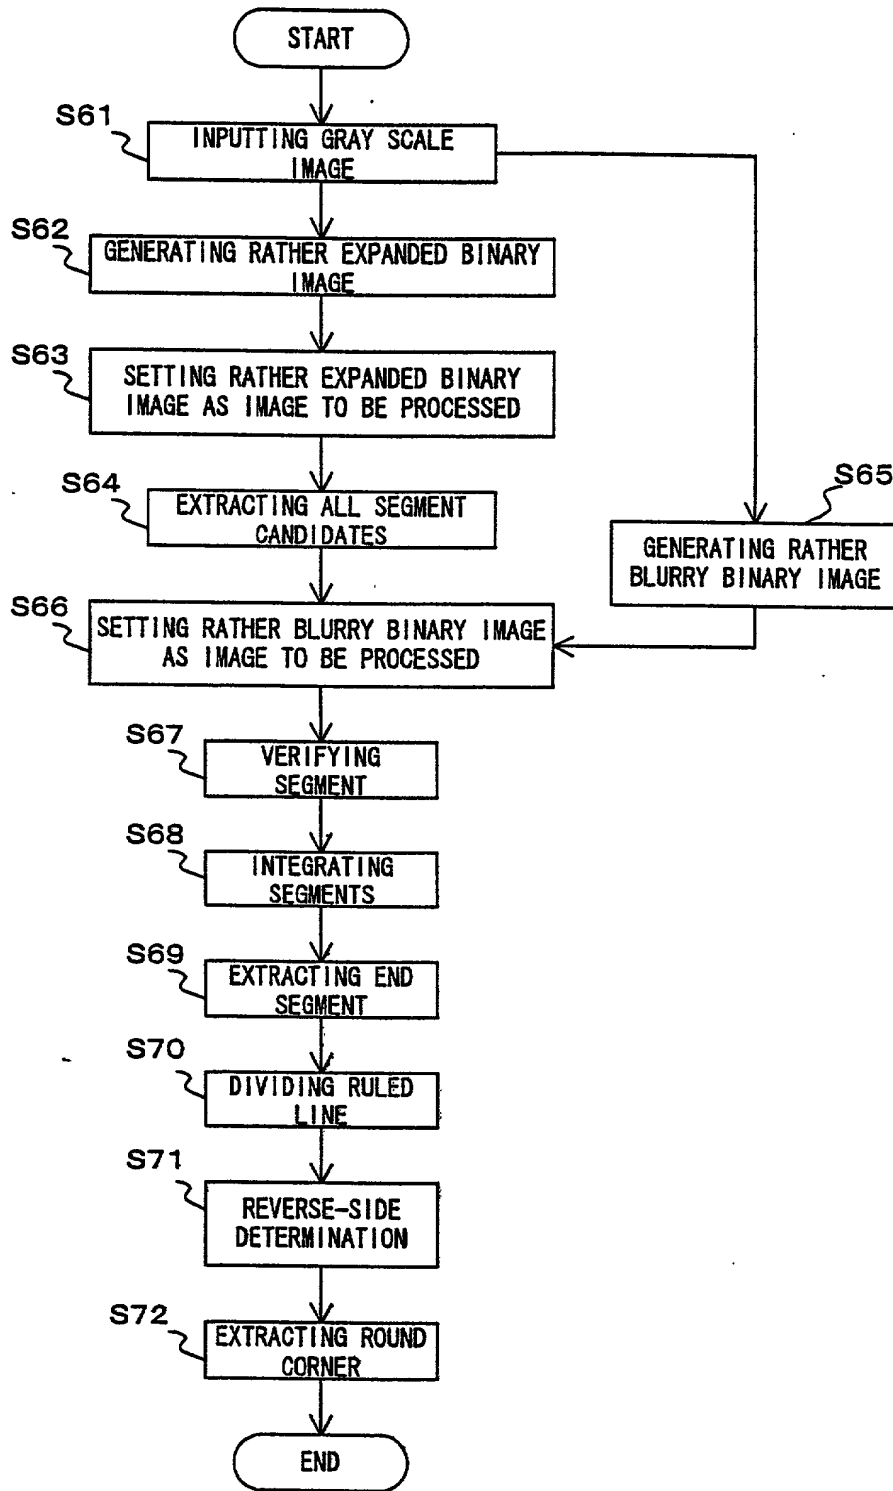 START
S61
INPUTTING GRAY SCALE
IMAGE
S62
GENERATING RATHER EXPANDED BINARY
IMAGE
S63
SETTING RATHER EXPANDED BINARY
IMAGE AS IMAGE TO BE PROCESSED
S64
EXTRACTING ALL SEGMENT
CANDIDATES
S65
GENERATING RATHER
BLURRY BINARY IMAGE
S66
SETTING RATHER BLURRY BINARY IMAGE
AS IMAGE TO BE PROCESSED
S67
VERIFYING
SEGMENT
S68
INTEGRATING
SEGMENTS
S69
EXTRACTING END
SEGMENT
S70
DIVIDING RULED
LINE
S71
REVERSE-SIDE
DETERMINATION
S72
EXTRACTING ROUND
CORNER
END